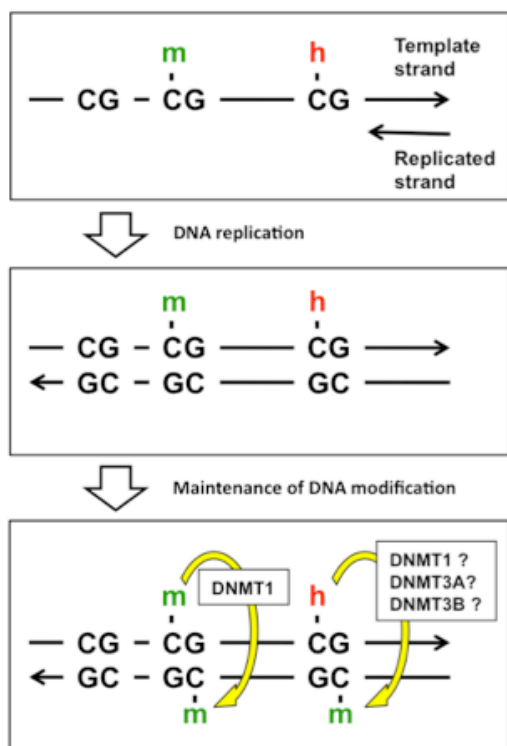 m h
Template
strand
CG CG CG
Replicated
strand
DNA replication
m h
CG CG CG
GC GC GC
Maintenance of DNA modification
m DNMT1 h
DNMT1 ?
DNMT3A?
DNMT3B ?
CG CG CG
GC GC GC
m m